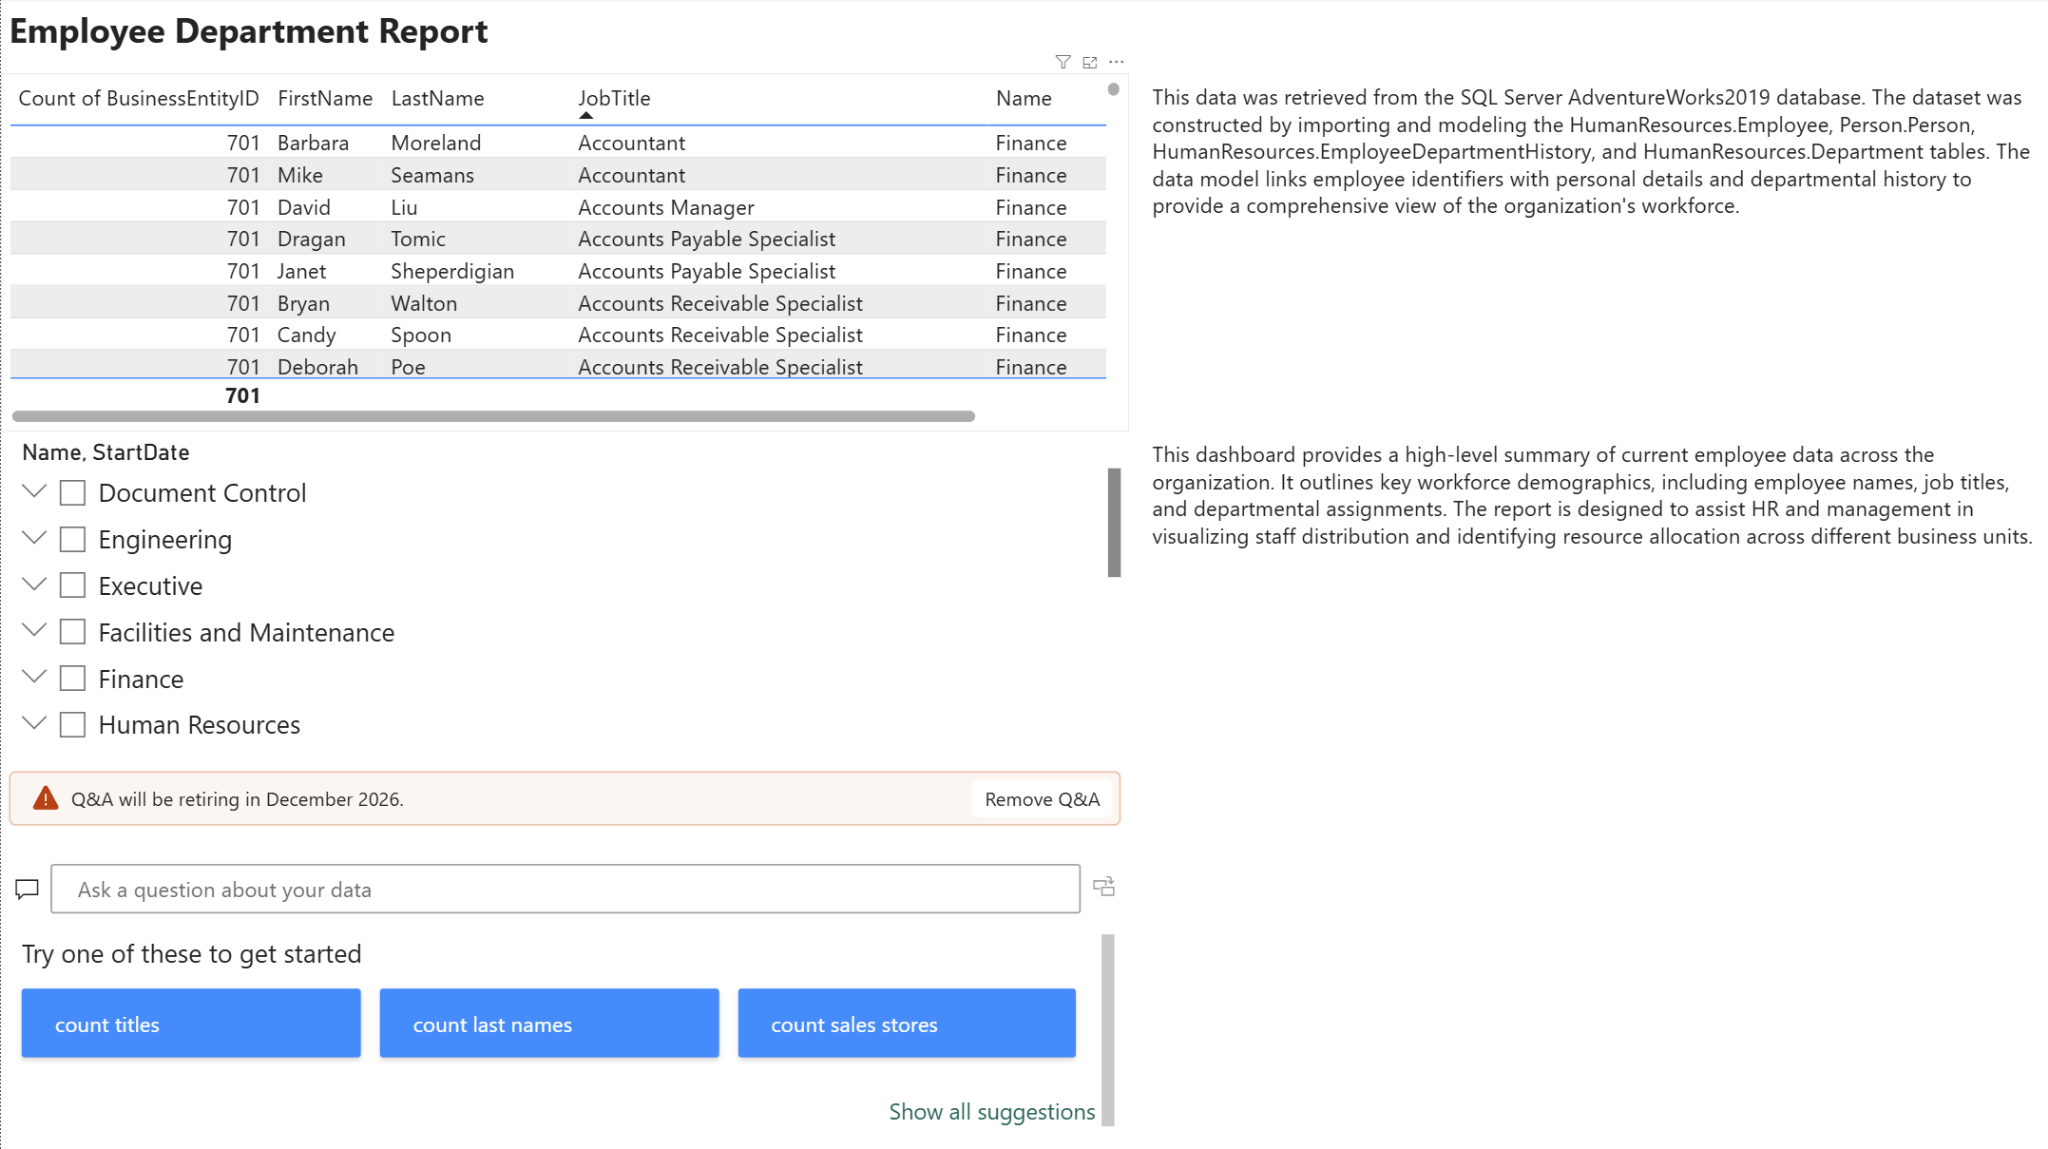 Employee Department Report
Count of BusinessEntityID FirstName LastName JobTitle Name
701 Barbara Moreland Accountant Finance
701 Mike Seamans Accountant Finance
701 David Liu Accounts Manager Finance
701 Dragan Tomic Accounts Payable Specialist Finance
701 Janet Sheperdigian Accounts Payable Specialist Finance
701 Bryan Walton Accounts Receivable Specialist Finance
701 Candy Spoon Accounts Receivable Specialist Finance
701 Deborah Poe Accounts Receivable Specialist Finance
701
This data was retrieved from the SQL Server AdventureWorks2019 database. The dataset was
constructed by importing and modeling the HumanResources.Employee, Person.Person,
HumanResources.EmployeeDepartmentHistory, and HumanResources.Department tables. The
data model links employee identifiers with personal details and departmental history to
provide a comprehensive view of the organization's workforce.
Name, StartDate
Document Control
Engineering
Executive
Facilities and Maintenance
Finance
Human Resources
This dashboard provides a high-level summary of current employee data across the
organization. It outlines key workforce demographics, including employee names, job titles,
and departmental assignments. The report is designed to assist HR and management in
visualizing staff distribution and identifying resource allocation across different business units.
Q&A will be retiring in December 2026.
Remove Q&A
Ask a question about your data
Try one of these to get started
count titles
count last names
count sales stores
Show all suggestions